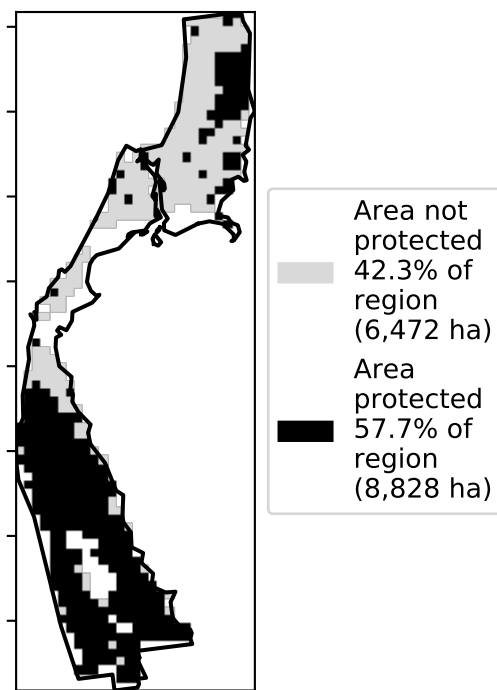 Area not
protected
42.3% of
region
(6,472 ha)
Area
protected
57.7% of
region
(8,828 ha)